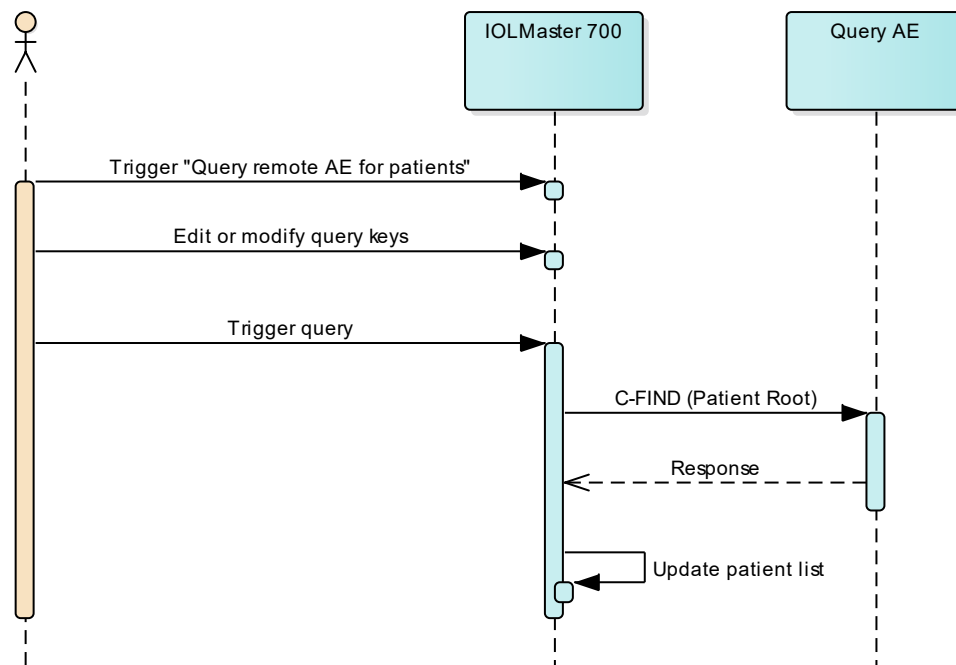 IOLMaster 700
Query AE
Trigger "Query remote AE for patients"
Edit or modify query keys
Trigger query
C-FIND (Patient Root)
Response
Update patient list